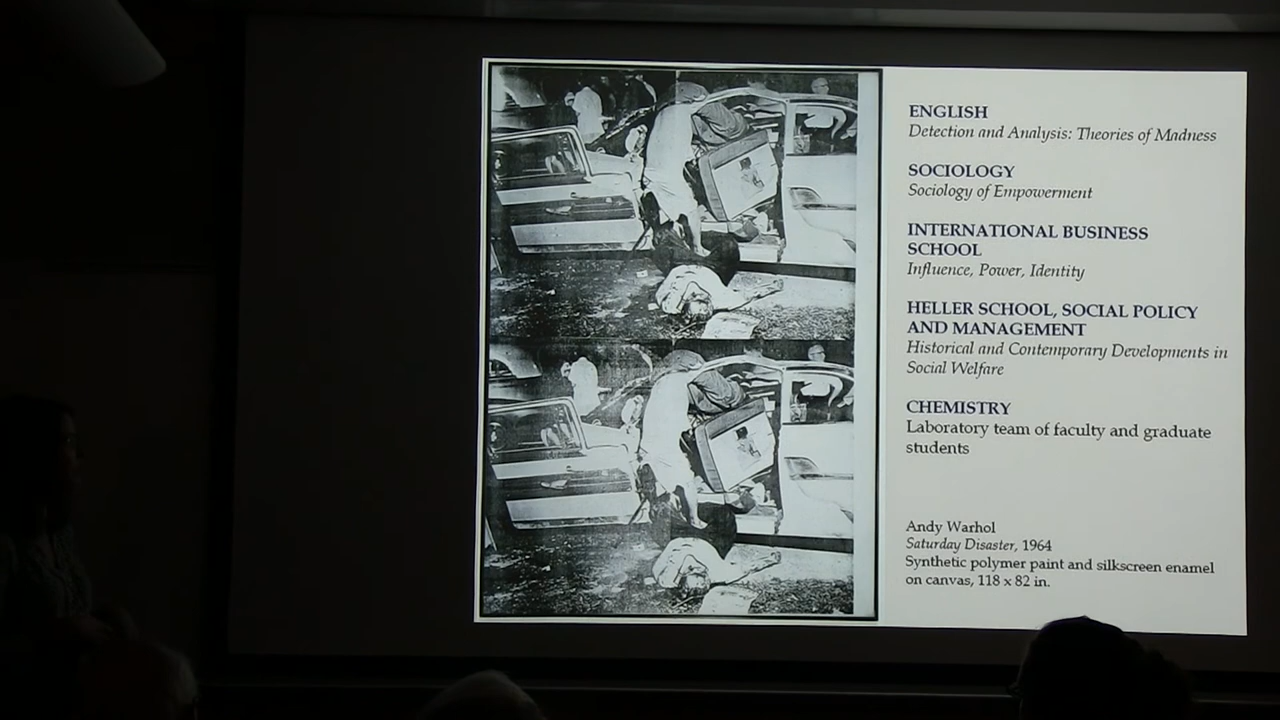 ENGLISH
Detection and Analysis: Theories of Madness
SOCIOLOGY
Sociology of Empowerment
INTERNATIONAL BUSINESS
SCHOOL
Influence, Power, Identity
HELLER SCHOOL, SOCIAL POLICY
AND MANAGEMENT
Historical and Contemporary Developments in
Social Welfare
CHEMISTRY
Laboratory team of faculty and graduate
students
Andy Warhol
Saturday Disaster, 1964
Synthetic polymer paint and silkscreen enamel
on canvas, 118 x 82 in.